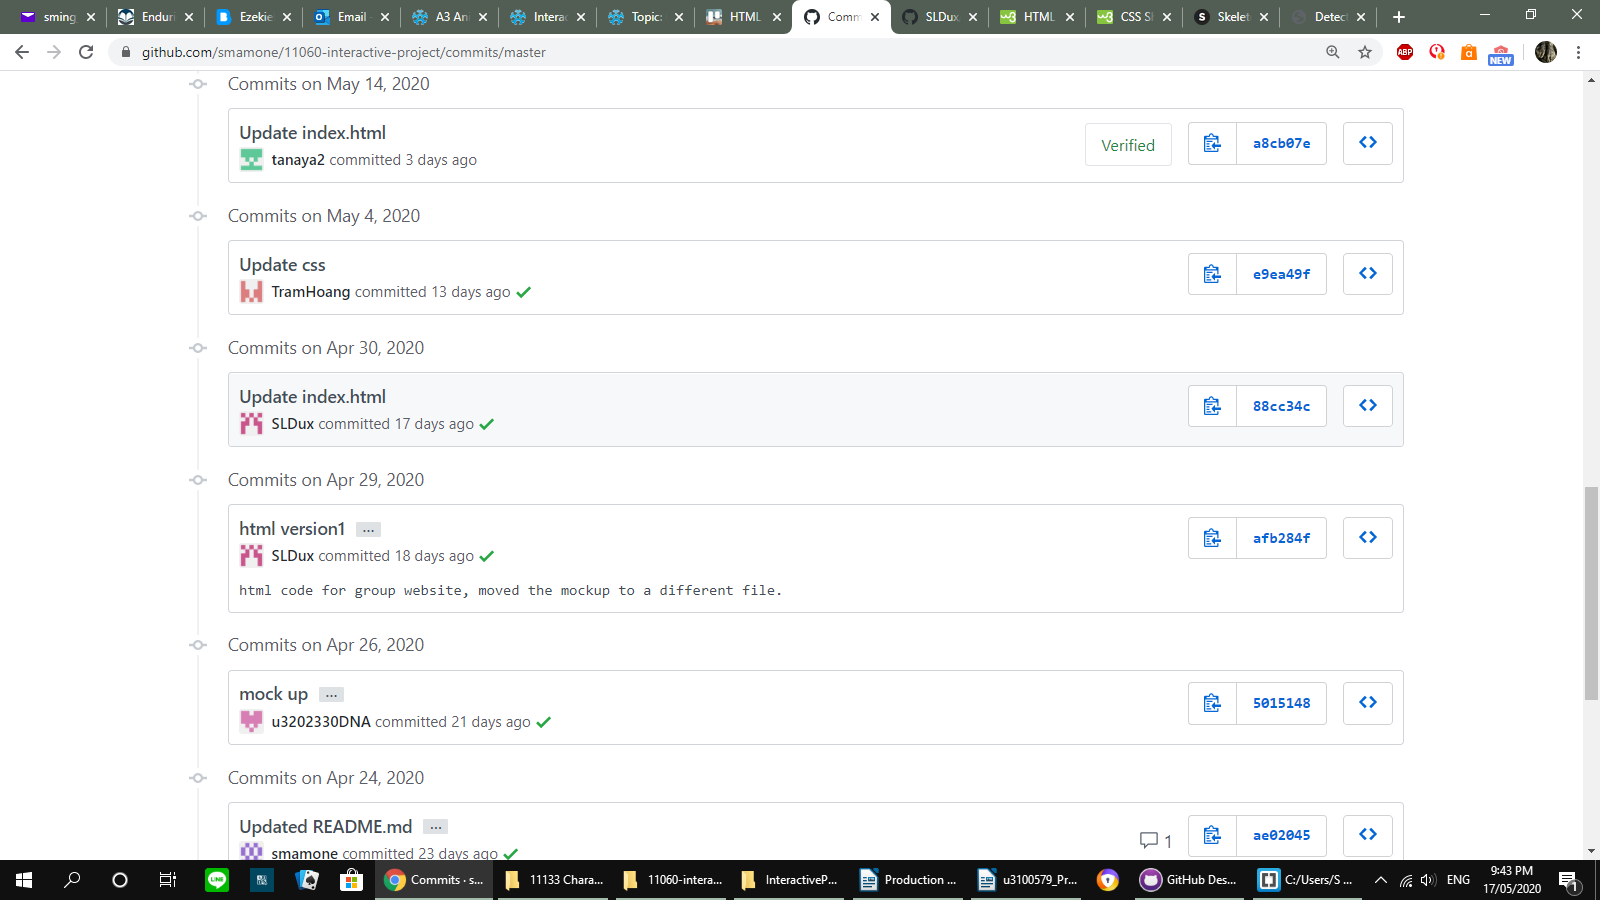 sming
Enduri
Ezekie
Email
A3 An
Interac
Topic:
HTML
Comm
SLDux
HTML
CSS S
Skelet
Detec
github.com/smamone/11060-interactive-project/commits/master
ABP
NEW
Commits on May 14, 2020
Update index.html
tanaya2 committed 3 days ago
Verified
a8cb07e
Commits on May 4, 2020
Update css
TramHoang committed 13 days ago
e9ea49f
Commits on Apr 30, 2020
Update index.html
SLDux committed 17 days ago
88cc34c
Commits on Apr 29, 2020
html version1 …
SLDux committed 18 days ago
afb284f
html code for group website, moved the mockup to a different file.
Commits on Apr 26, 2020
mock up …
u3202330DNA committed 21 days ago
5015148
Commits on Apr 24, 2020
Updated README.md …
smamone committed 23 days ago
1
ae02045
LINE
Commits · s...
11133 Chara...
11060-intera...
InteractiveP...
Production ...
u3100579_Pr...
GitHub Des...
C:/Users/S ...
ENG
9:43 PM
17/05/2020
1